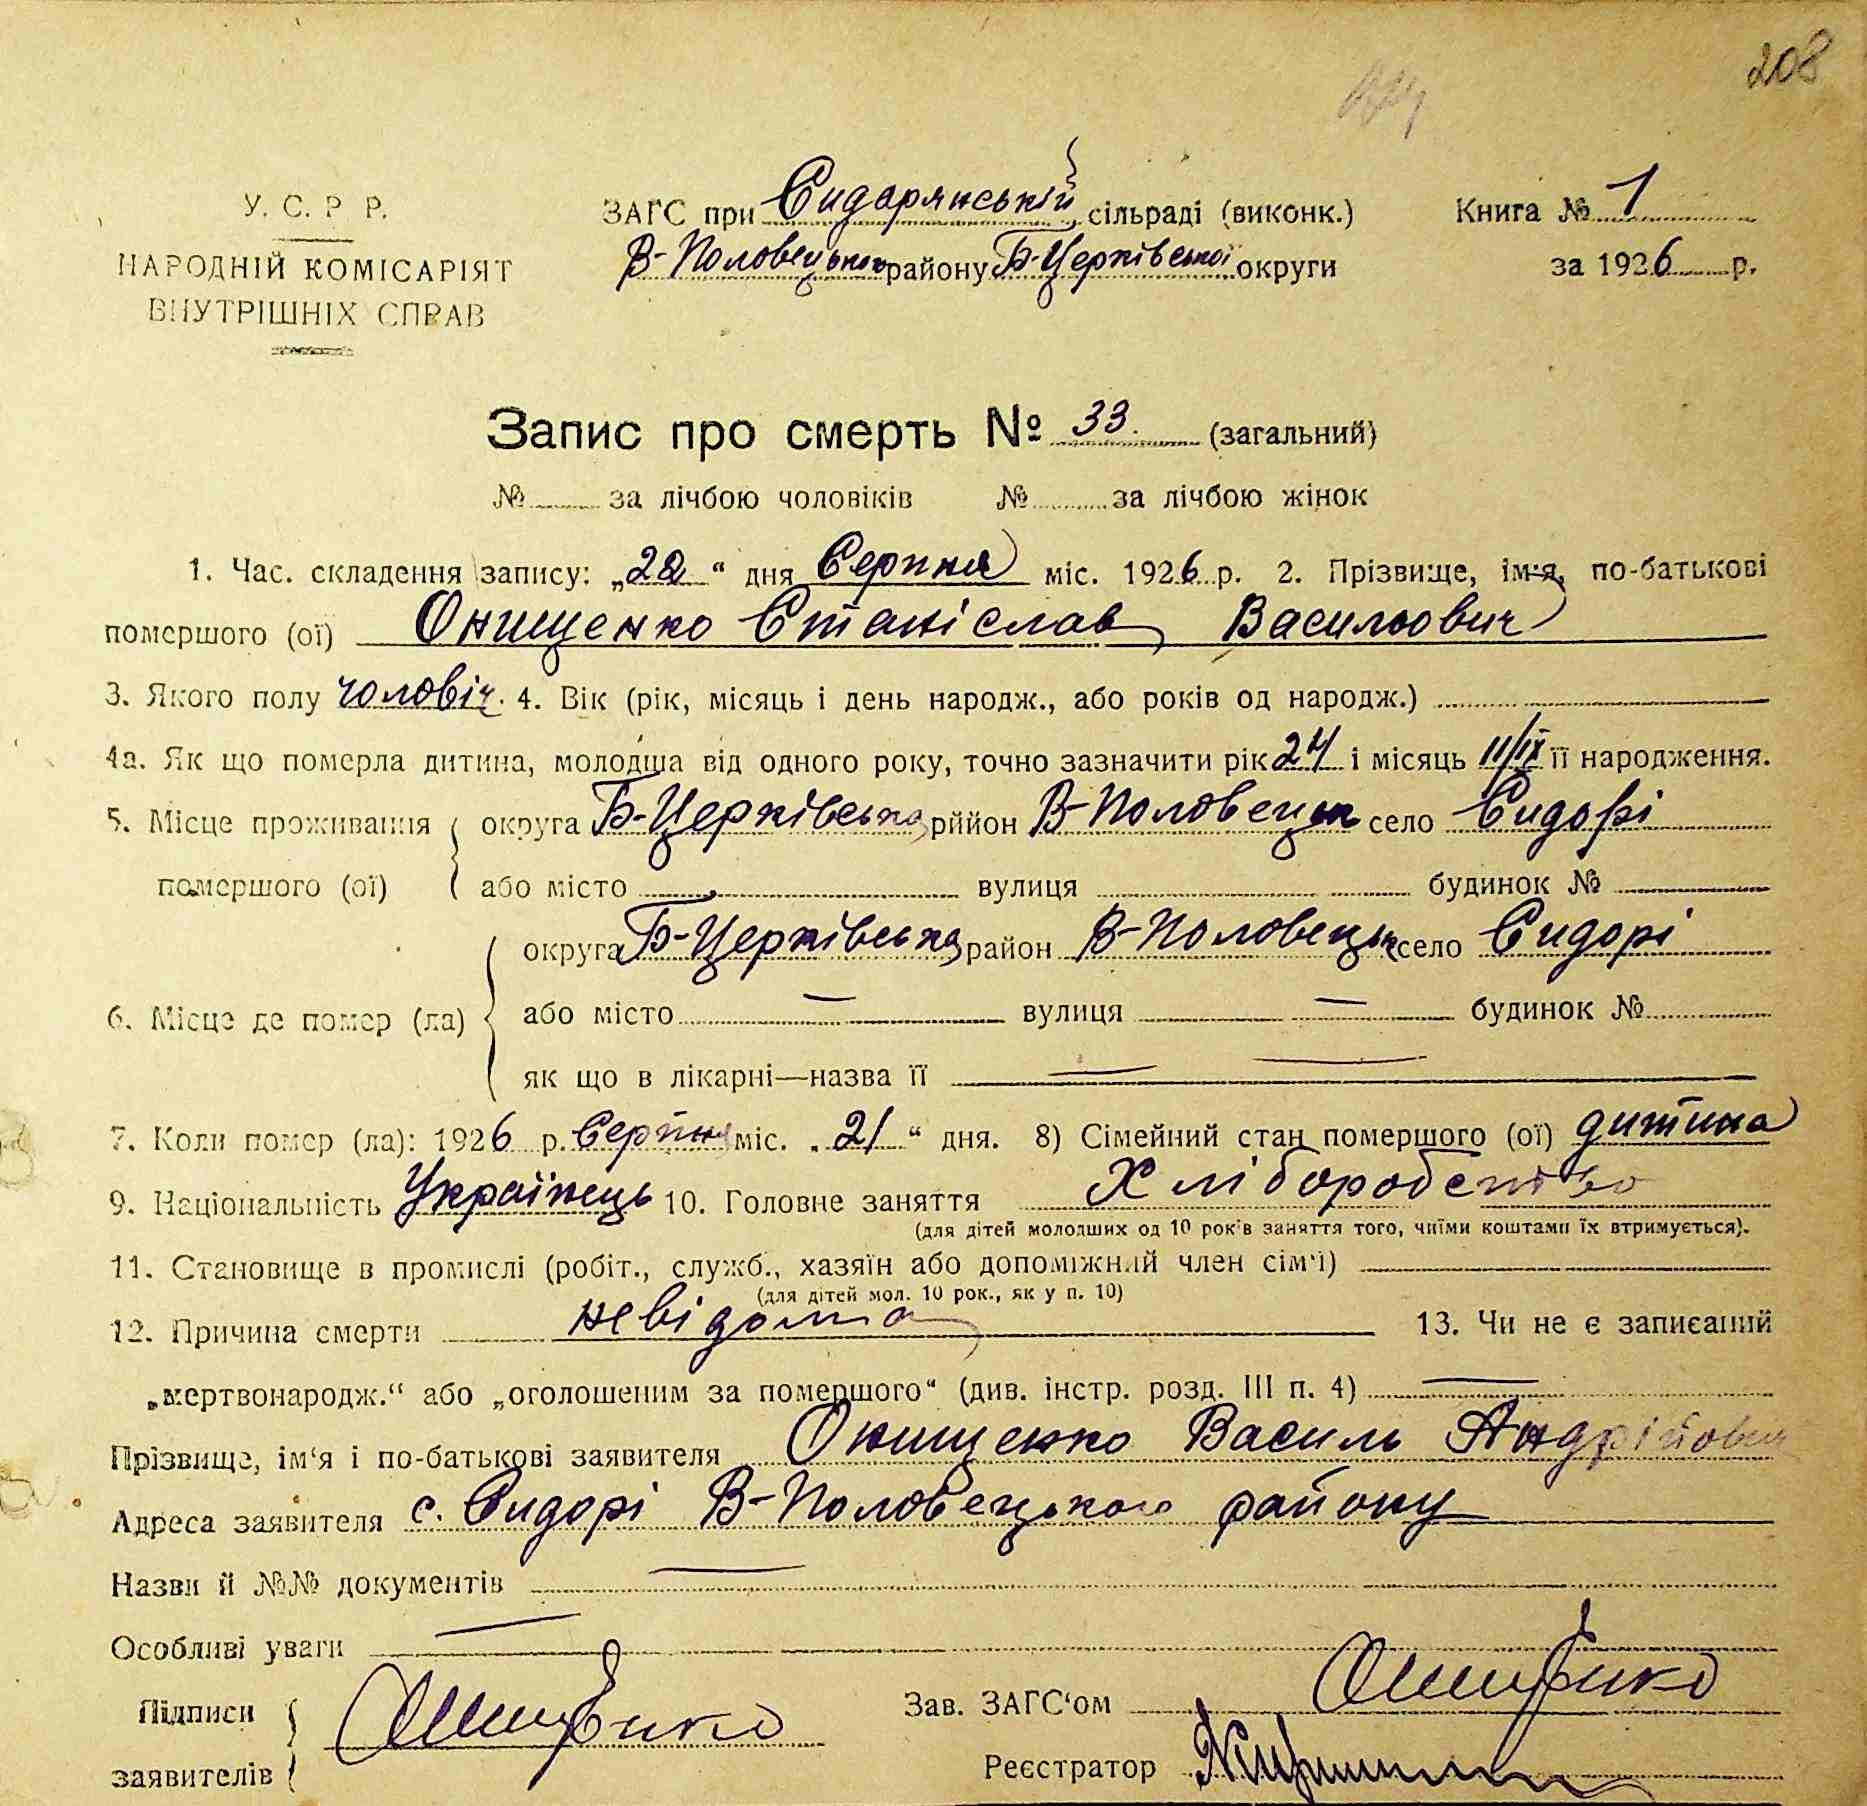 208
У. С. Р Р.
ЗАГС при Сидарянській сільраді (виконк.) Книга № 1
НАРОДНІЙ КОМІСАРІЯТ
В-Половецьком району Б-Церківської округи за 1926 р.
ВНУТРІШНІХ СПРАВ
Запис про смерть № 33. (загальний)
№ за лічбою чоловіків № за лічбою жінок
1. Час. складення запису: „22“ дня Серпня міс. 1926 р. 2. Прізвище, ім'я, по-батькові
помершого (ої) Онищенко Станіслав Васильович
3. Якого полу чоловіч. 4. Вік (рік, місяць і день народж., або років од народж.)
4а. Як що померла дитина, молодша від одного року, точно зазначити рік 24 і місяць 11/IX її народження.
5. Місце проживання округа Б-Церківська рййон В-Половецьк село Сидорі
помершого (ої) або місто вулиця будинок №
округа Б-Церківська район В-Половецьк село Сидорі
6. Місце де помер (ла) або місто — вулиця — будинок №
як що в лікарні—назва її — —
7. Коли помер (ла): 1926 р. Серпня міс. „21“ дня. 8) Сімейний стан помершого (ої) дитина
9. Національність Українець 10. Головне заняття Хліборобство
(для дітей молодших од 10 рок'в заняття того, чиїми коштами їх втримується).
11. Становище в промислі (робіт., служб., хазяїн або допоміжний член сім'ї)
(для дітей мол. 10 рок., як у п. 10)
12. Причина смерти невідома 13. Чи не є записаний
„мертвонародж.“ або „оголошеним за помершого“ (див. інстр. розд. III п. 4) —
Прізвище, ім'я і по-батькові заявителя Онищенко Василь Андрійович
Адреса заявителя с. Сидорі В-Половецького району
Назви й №№ документів —
Особливі уваги —
Підписи
Зав. ЗАГС'ом
заявителів
Реєстратор